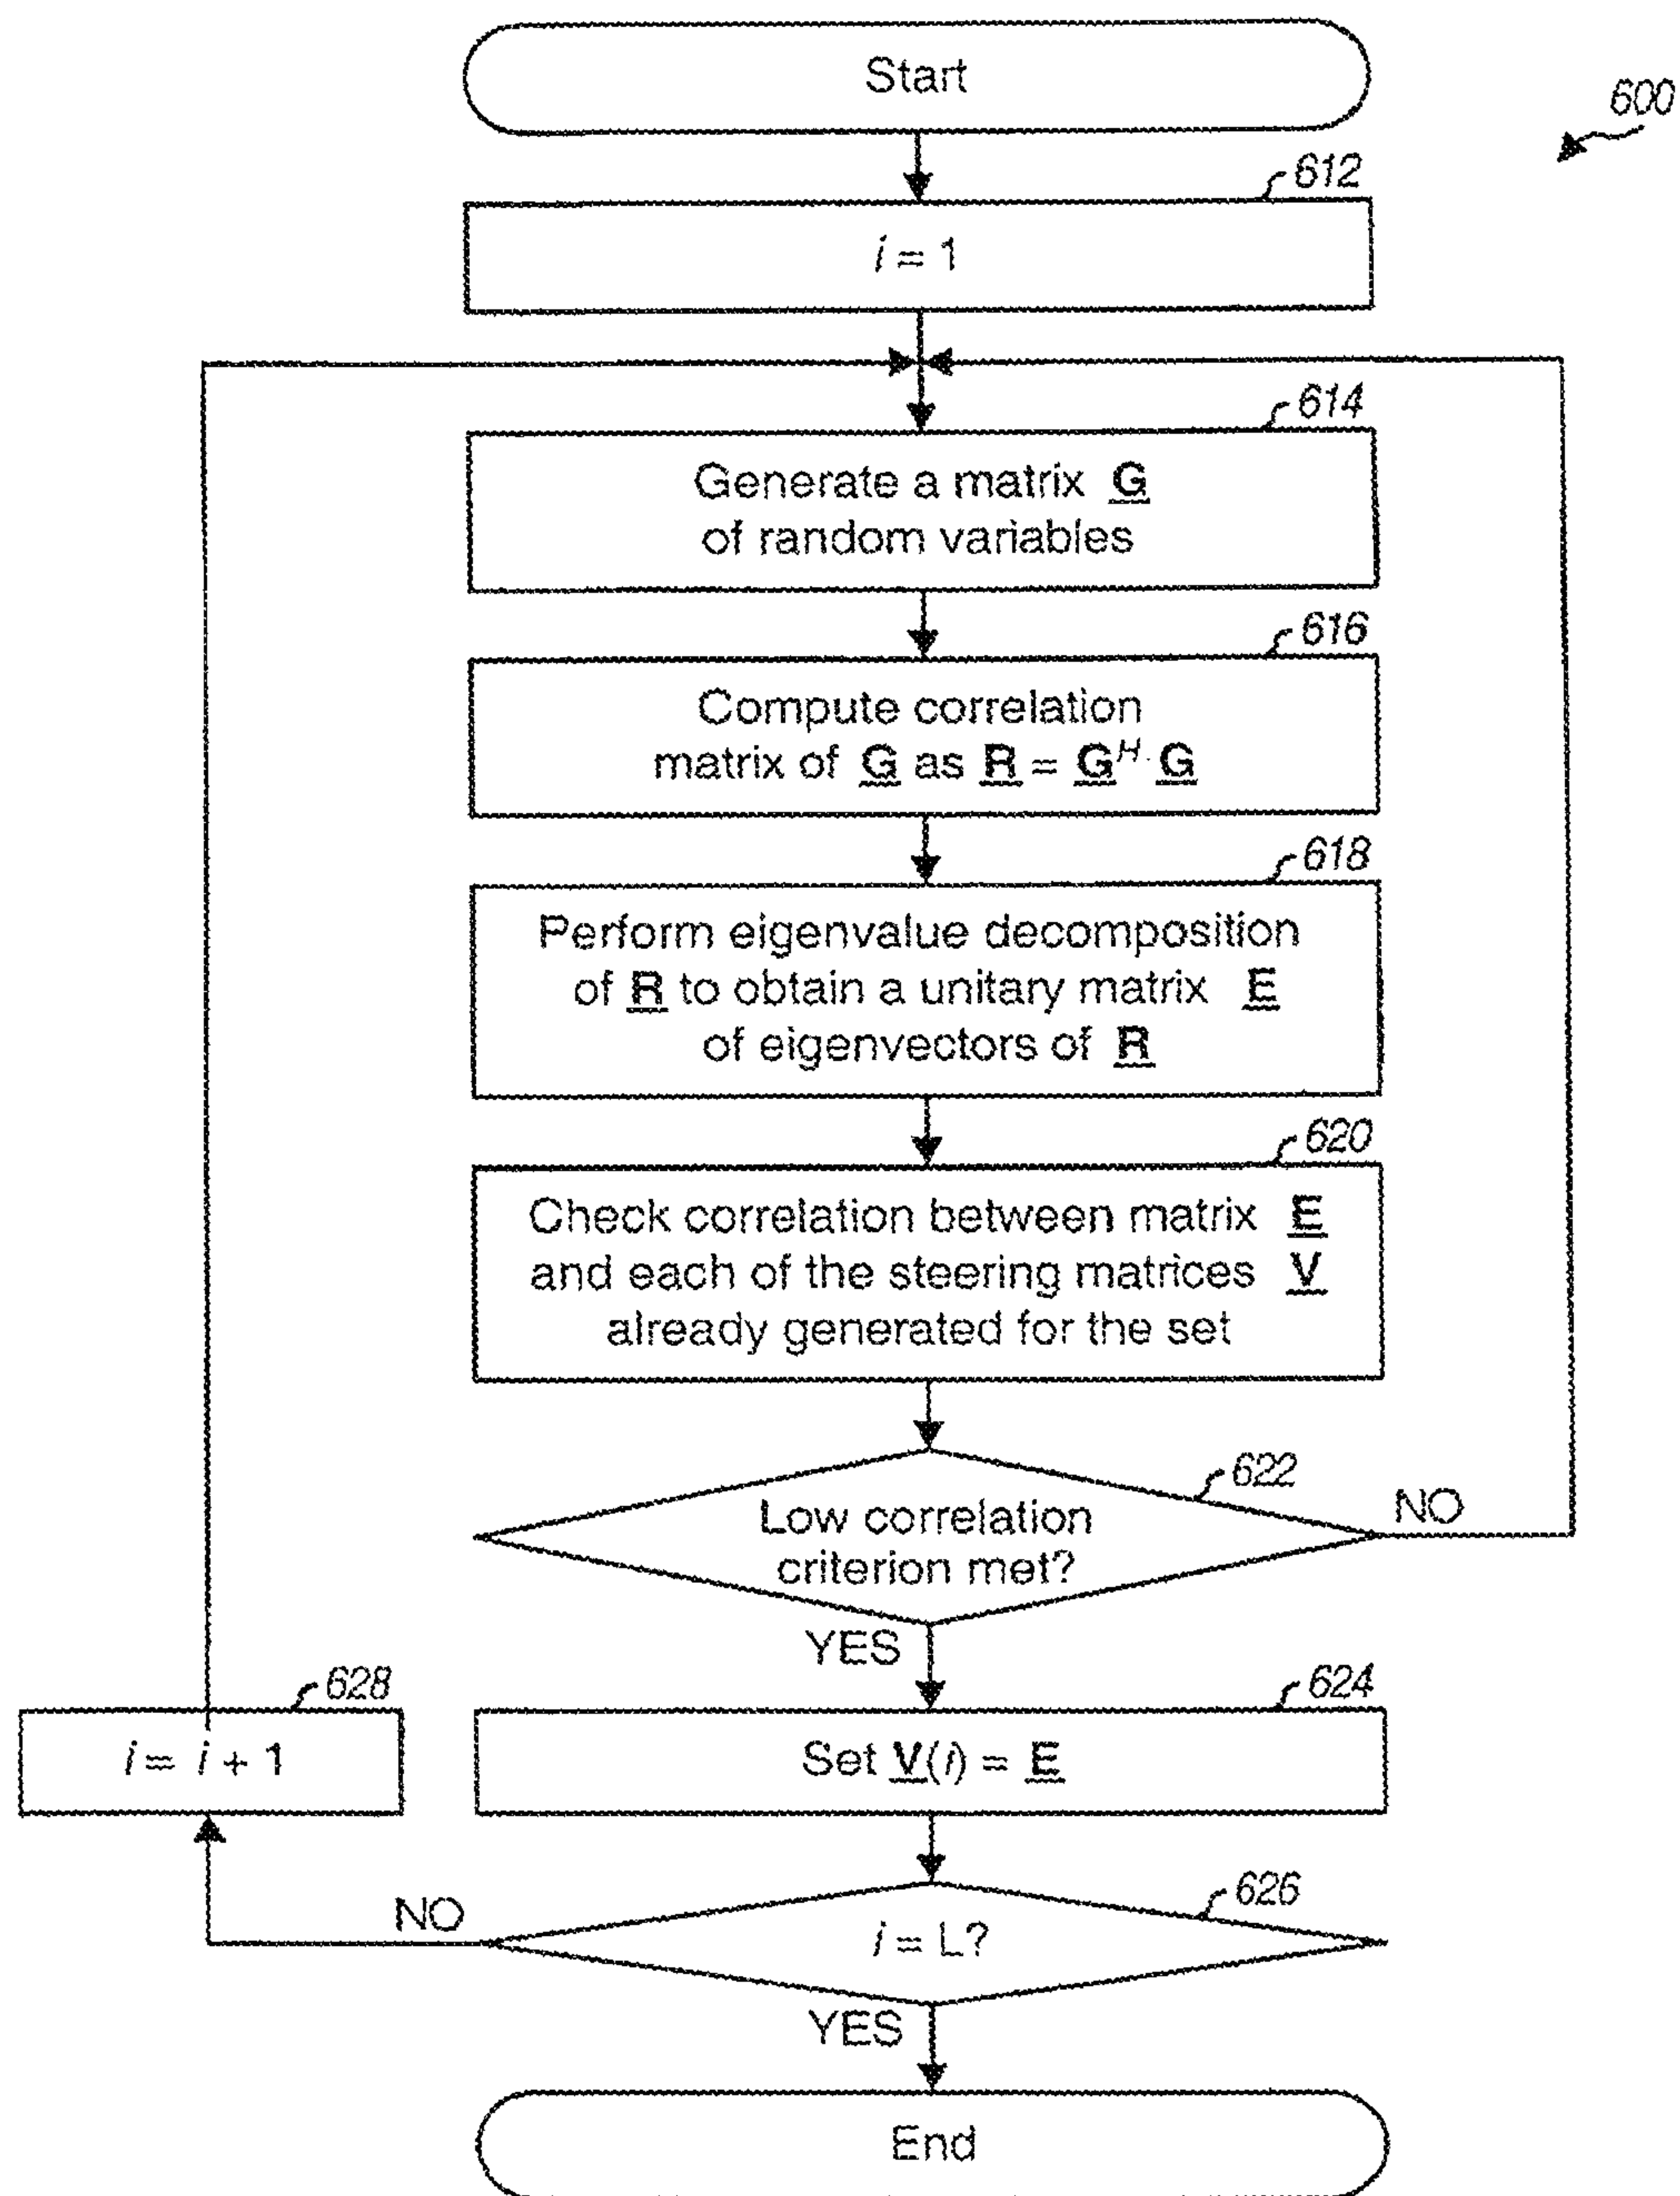 Start
600
612
i = 1
614
Generate a matrix G
of random variables
616
Compute correlation
matrix of G as R = G^H · G
618
Perform eigenvalue decomposition
of R to obtain a unitary matrix E
of eigenvectors of R
620
Check correlation between matrix E
and each of the steering matrices V
already generated for the set
622
Low correlation
criterion met?
NO
YES
628
i = i + 1
624
Set V(i) = E
626
i = L?
NO
YES
End